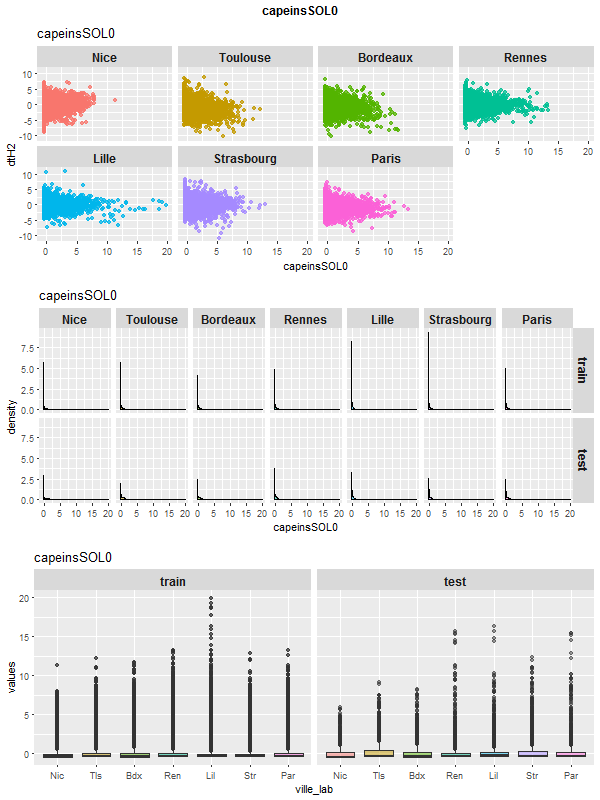 capeinsSOL0
capeinsSOL0
Nice Toulouse Bordeaux Rennes
10
5
0
-5
-10
Lille Strasbourg Paris
0 5 10 15 20
10
5
0
-5
-10
dtH2
0 5 10 15 20 0 5 10 15 20 0 5 10 15 20
capeinsSOL0
capeinsSOL0
Nice Toulouse Bordeaux Rennes Lille Strasbourg Paris
7.5
5.0
2.5
0.0
train
density
7.5
5.0
2.5
0.0
test
0 5 10 15 20 0 5 10 15 20 0 5 10 15 20 0 5 10 15 20 0 5 10 15 20 0 5 10 15 20 0 5 10 15 20
capeinsSOL0
capeinsSOL0
train test
20
15
10
5
0
values
Nic Tls Bdx Ren Lil Str Par Nic Tls Bdx Ren Lil Str Par
ville_lab